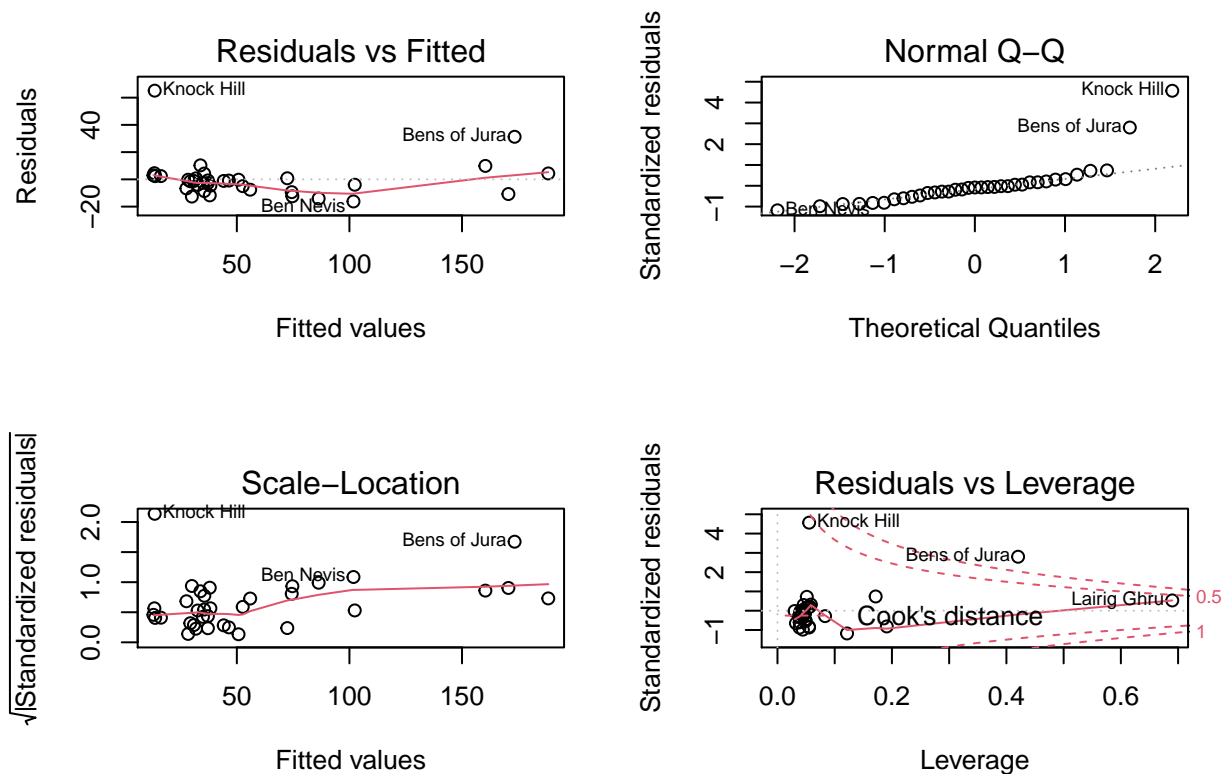 Residuals vs Fitted
Residuals
40
−20
Knock Hill
Bens of Jura
Ben Nevis
50
100
150
Fitted values
Normal Q−Q
Standardized residuals
4
2
−1
Knock Hill
Bens of Jura
Ben Nevis
−2
−1
0
1
2
Theoretical Quantiles
Scale−Location
√|Standardized residuals|
2.0
1.0
0.0
Knock Hill
Bens of Jura
Ben Nevis
50
100
150
Fitted values
Residuals vs Leverage
Standardized residuals
4
2
−1
Knock Hill
Bens of Jura
Lairig Ghru
Cook's distance
0.5
1
0.0
0.2
0.4
0.6
Leverage